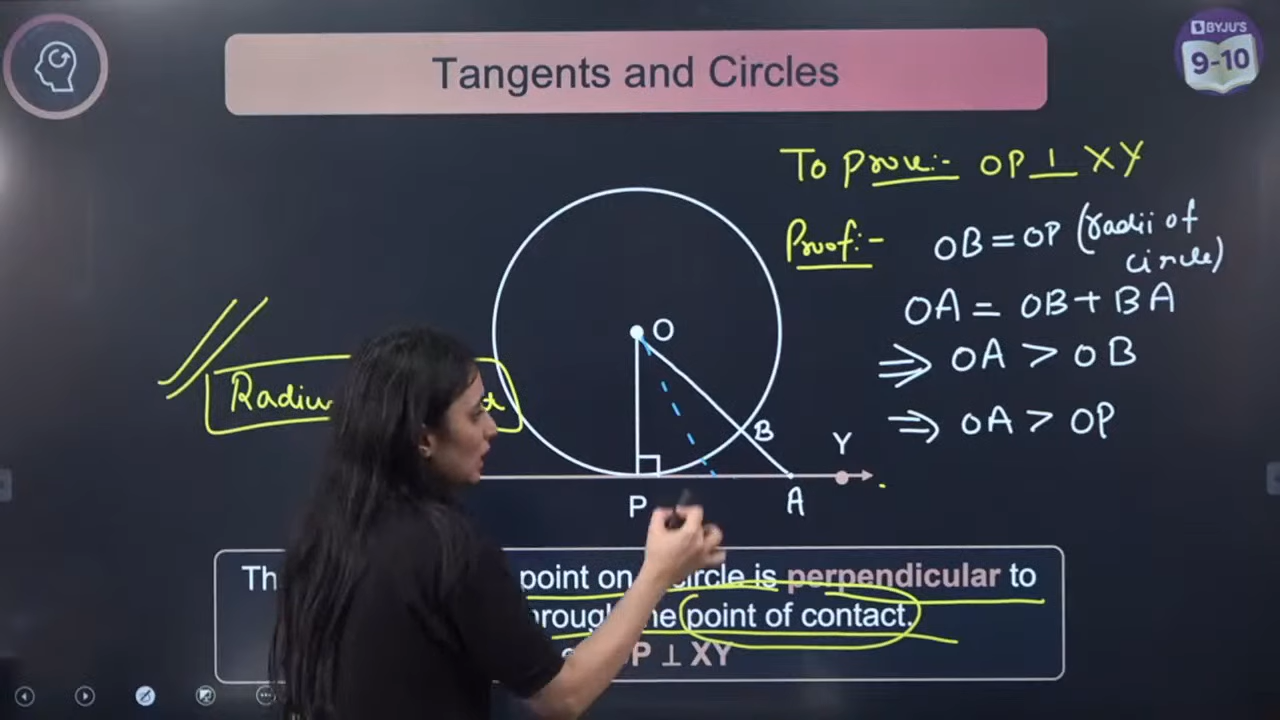 BYJU'S
9-10
Tangents and Circles
To prove:- OP ⊥ XY
Proof:- OB = OP (radii of circle)
OA = OB + BA
⇒ OA > OB
⇒ OA > OP
O
B
Y
P
A
point on circle is perpendicular to
the point of contact.
OP ⊥ XY